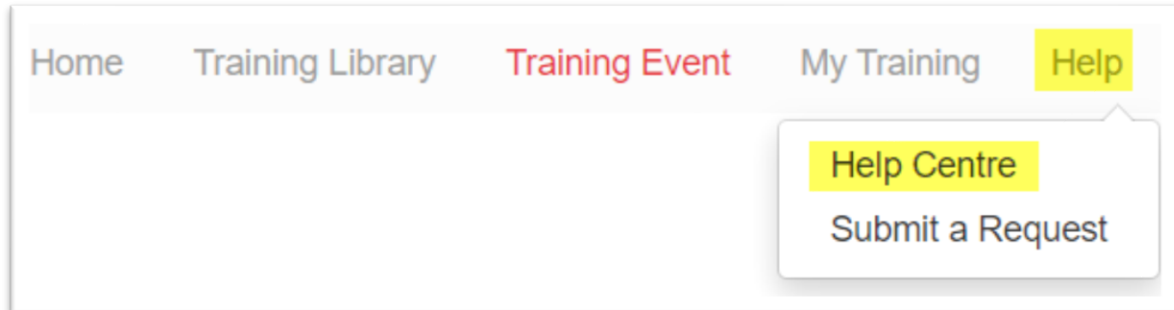 Home Training Library Training Event My Training Help
Help Centre
Submit a Request